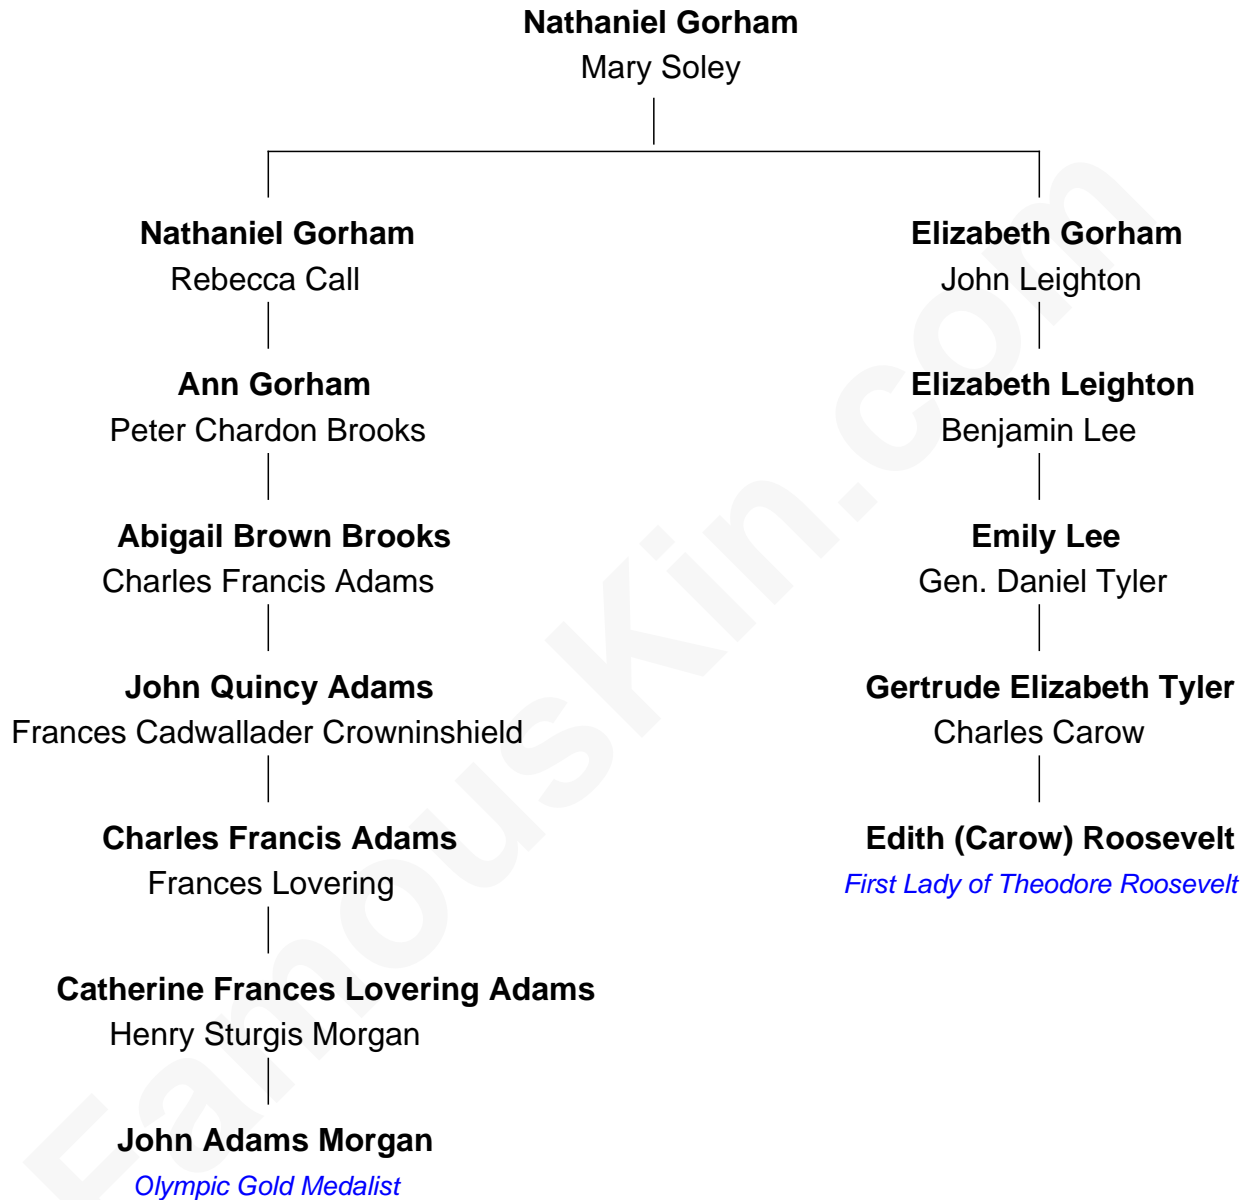 Nathaniel Gorham
Mary Soley
Nathaniel Gorham
Rebecca Call
Ann Gorham
Peter Chardon Brooks
Abigail Brown Brooks
Charles Francis Adams
John Quincy Adams
Frances Cadwallader Crowninshield
Charles Francis Adams
Frances Lovering
Catherine Frances Lovering Adams
Henry Sturgis Morgan
John Adams Morgan
Olympic Gold Medalist
Elizabeth Gorham
John Leighton
Elizabeth Leighton
Benjamin Lee
Emily Lee
Gen. Daniel Tyler
Gertrude Elizabeth Tyler
Charles Carow
Edith (Carow) Roosevelt
First Lady of Theodore Roosevelt
FamousKin.com